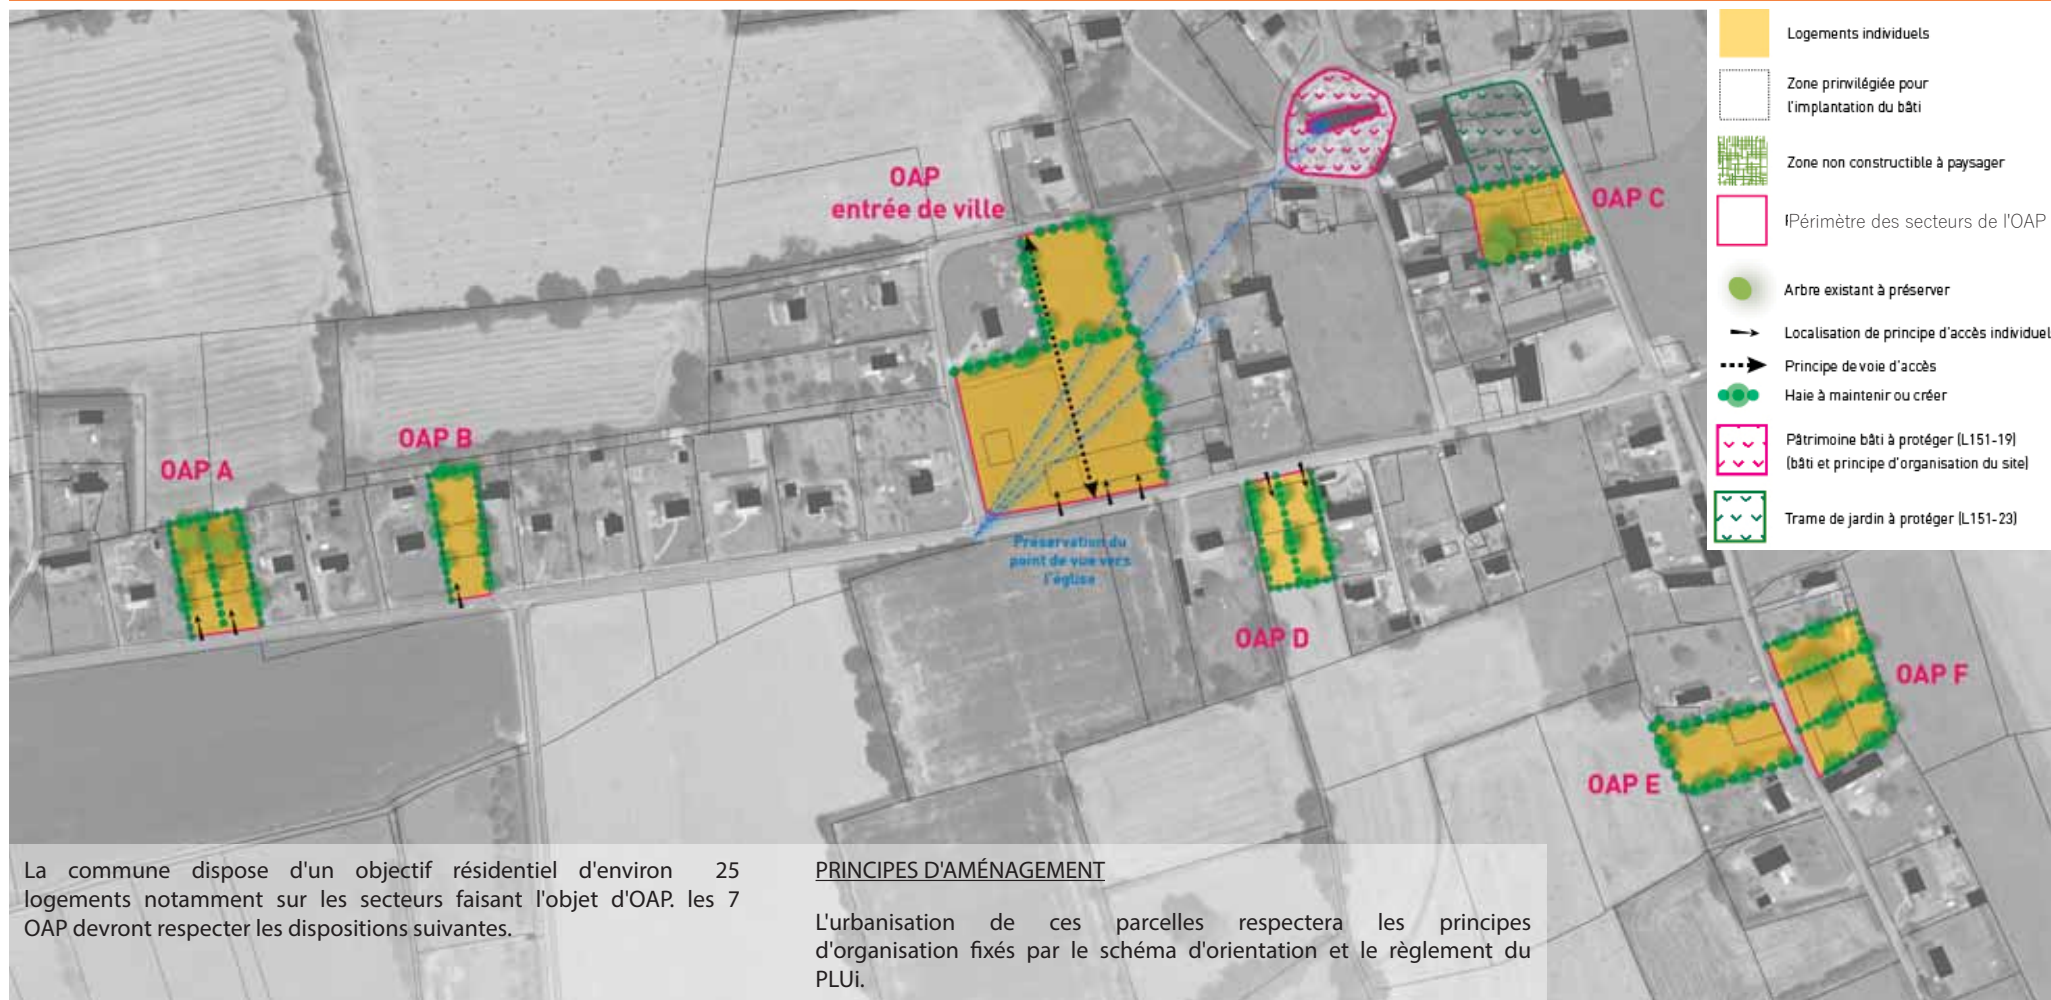 Logements individuels
Zone prinvilégiée pour
l'implantation du bâti
Zone non constructible à paysager
Périmètre des secteurs de l'OAP
Arbre existant à préserver
Localisation de principe d'accès individuel
Principe de voie d'accès
Haie à maintenir ou créer
Pâtrimoine bâti à protéger (L151-19)
(bâti et principe d'organisation du site)
Trame de jardin à protéger (L151-23)
OAP
entrée de ville
OAP C
OAP B
OAP A
Préservation du
point de vue vers
l'église
OAP D
OAP F
OAP E
La commune dispose d'un objectif résidentiel d'environ 25
logements notamment sur les secteurs faisant l'objet d'OAP. les 7
OAP devront respecter les dispositions suivantes.
PRINCIPES D'AMÉNAGEMENT
L'urbanisation de ces parcelles respectera les principes
d'organisation fixés par le schéma d'orientation et le règlement du
PLUi.